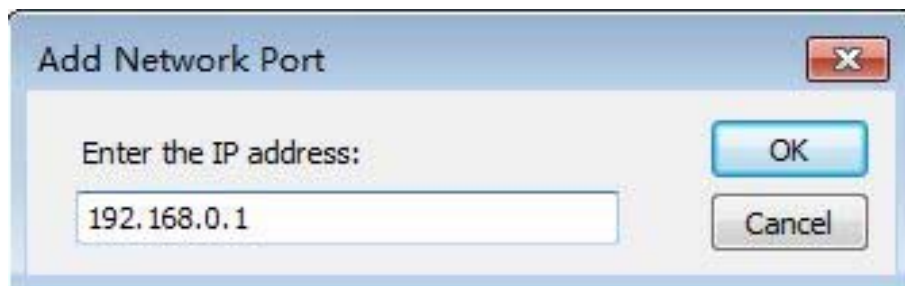 Add Network Port
Enter the IP address:
OK
192.168.0.1
Cancel